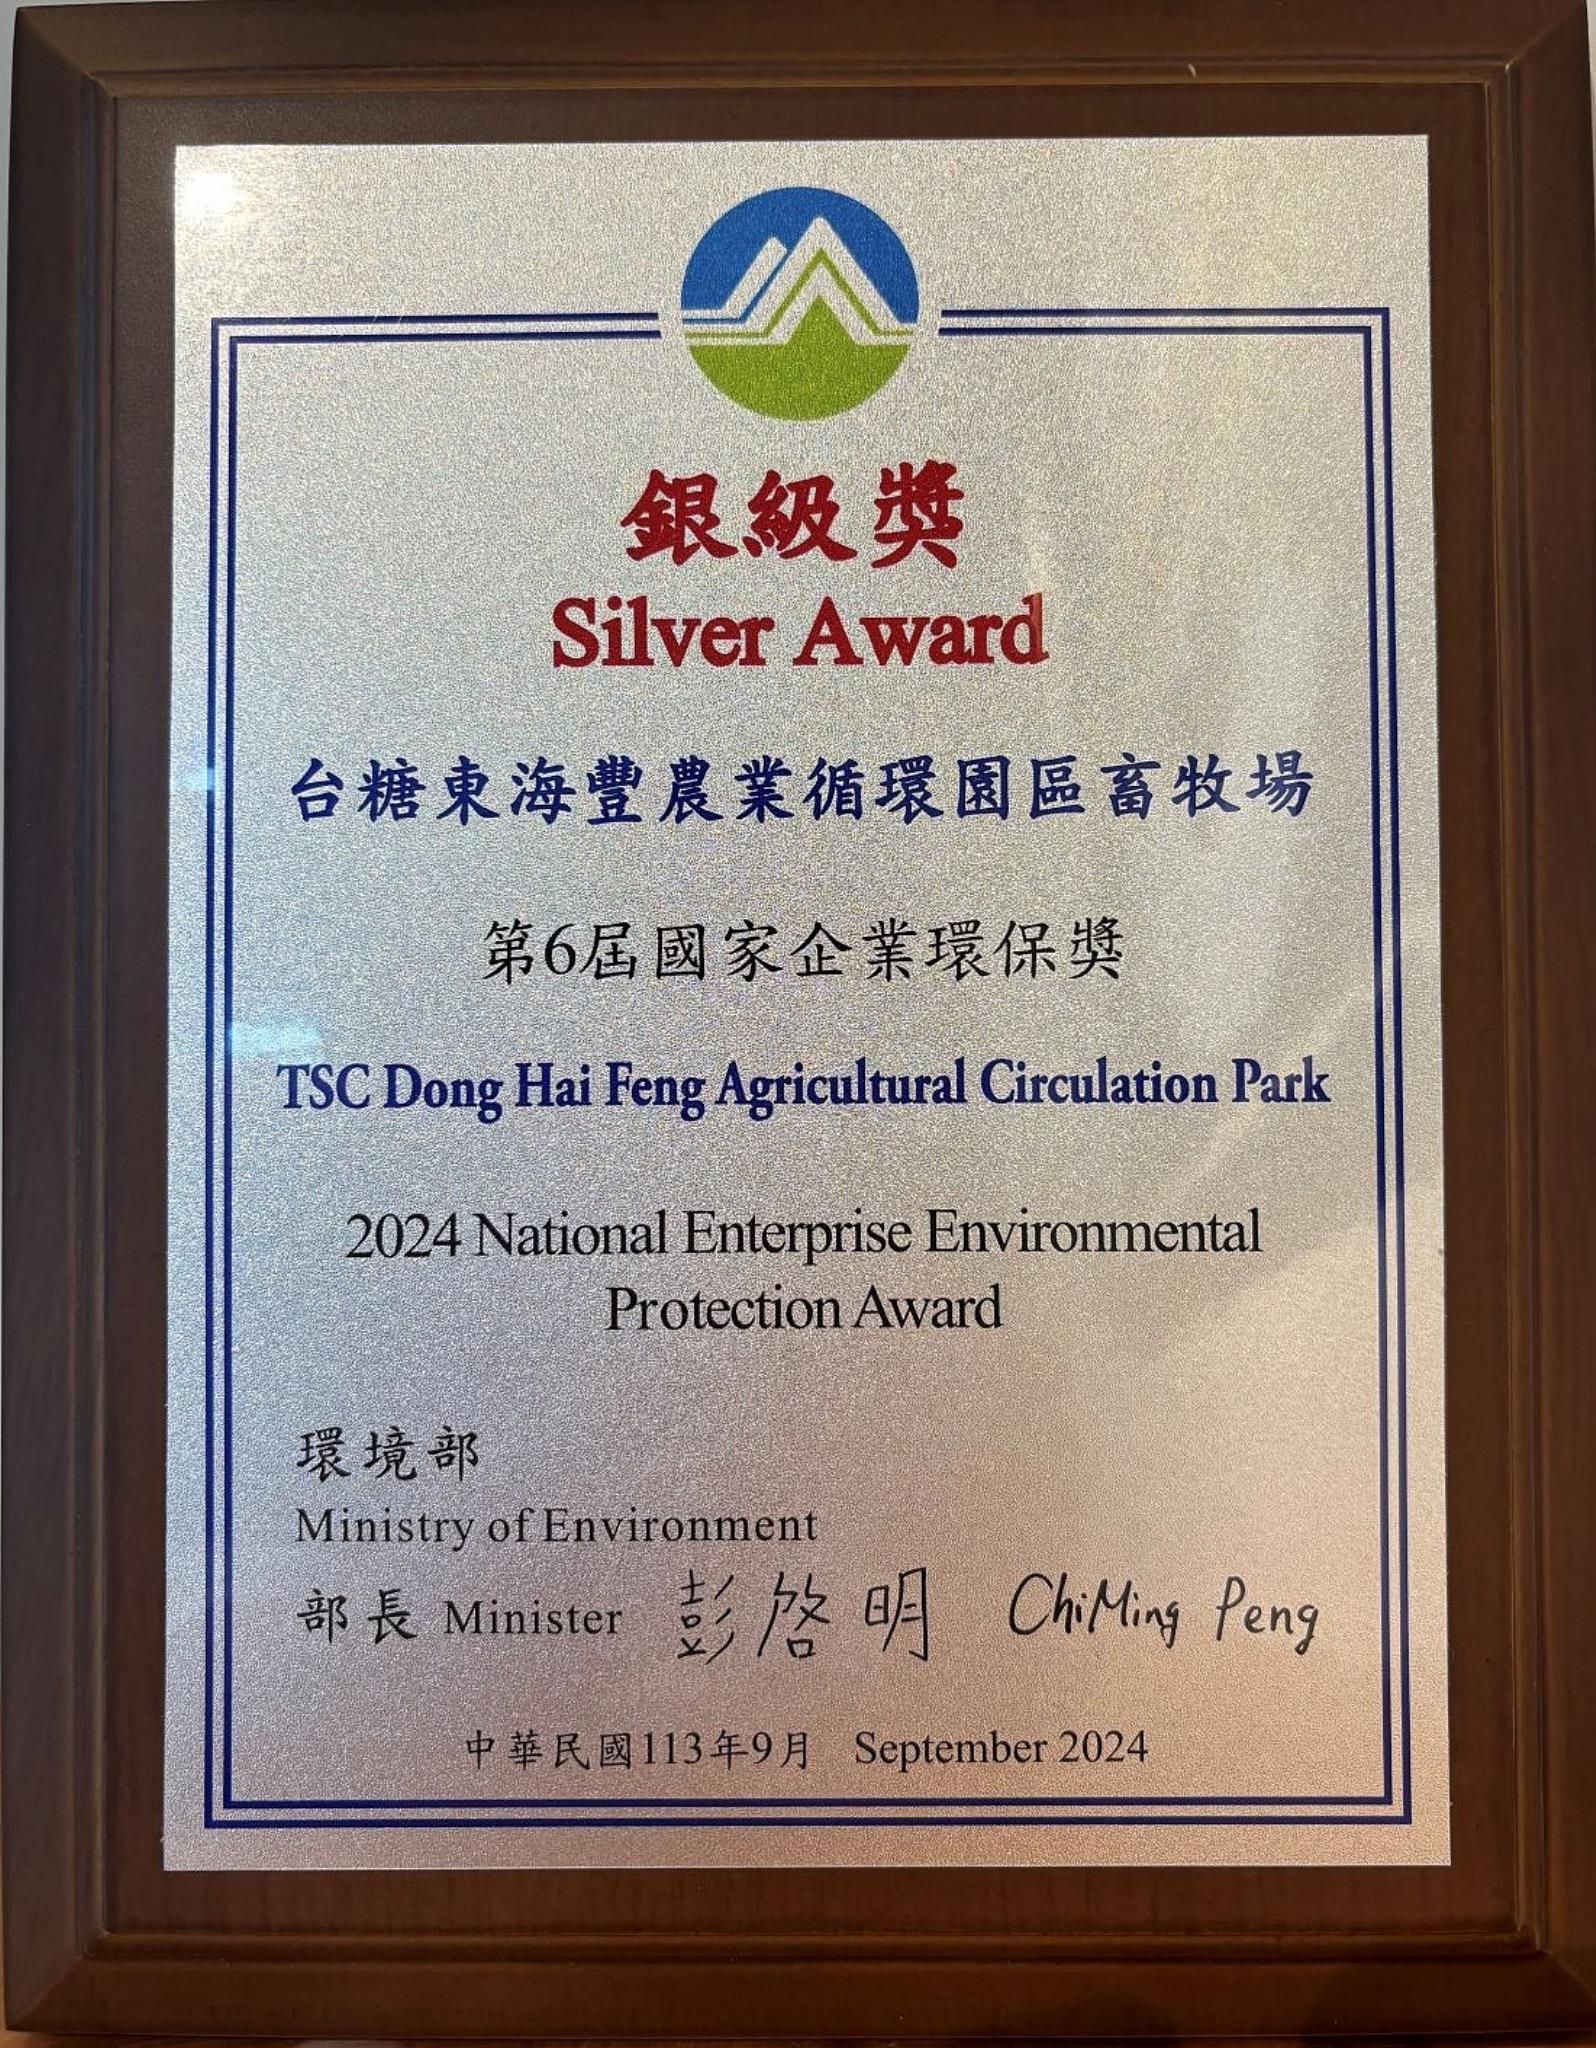 銀級獎
Silver Award
台糖東海豐農業循環園區畜牧場
第6屆國家企業環保獎
TSC Dong Hai Feng Agricultural Circulation Park
2024 National Enterprise Environmental
Protection Award
環境部
Ministry of Environment
部長 Minister 彭啓明 ChiMing Peng
中華民國113年9月 September 2024